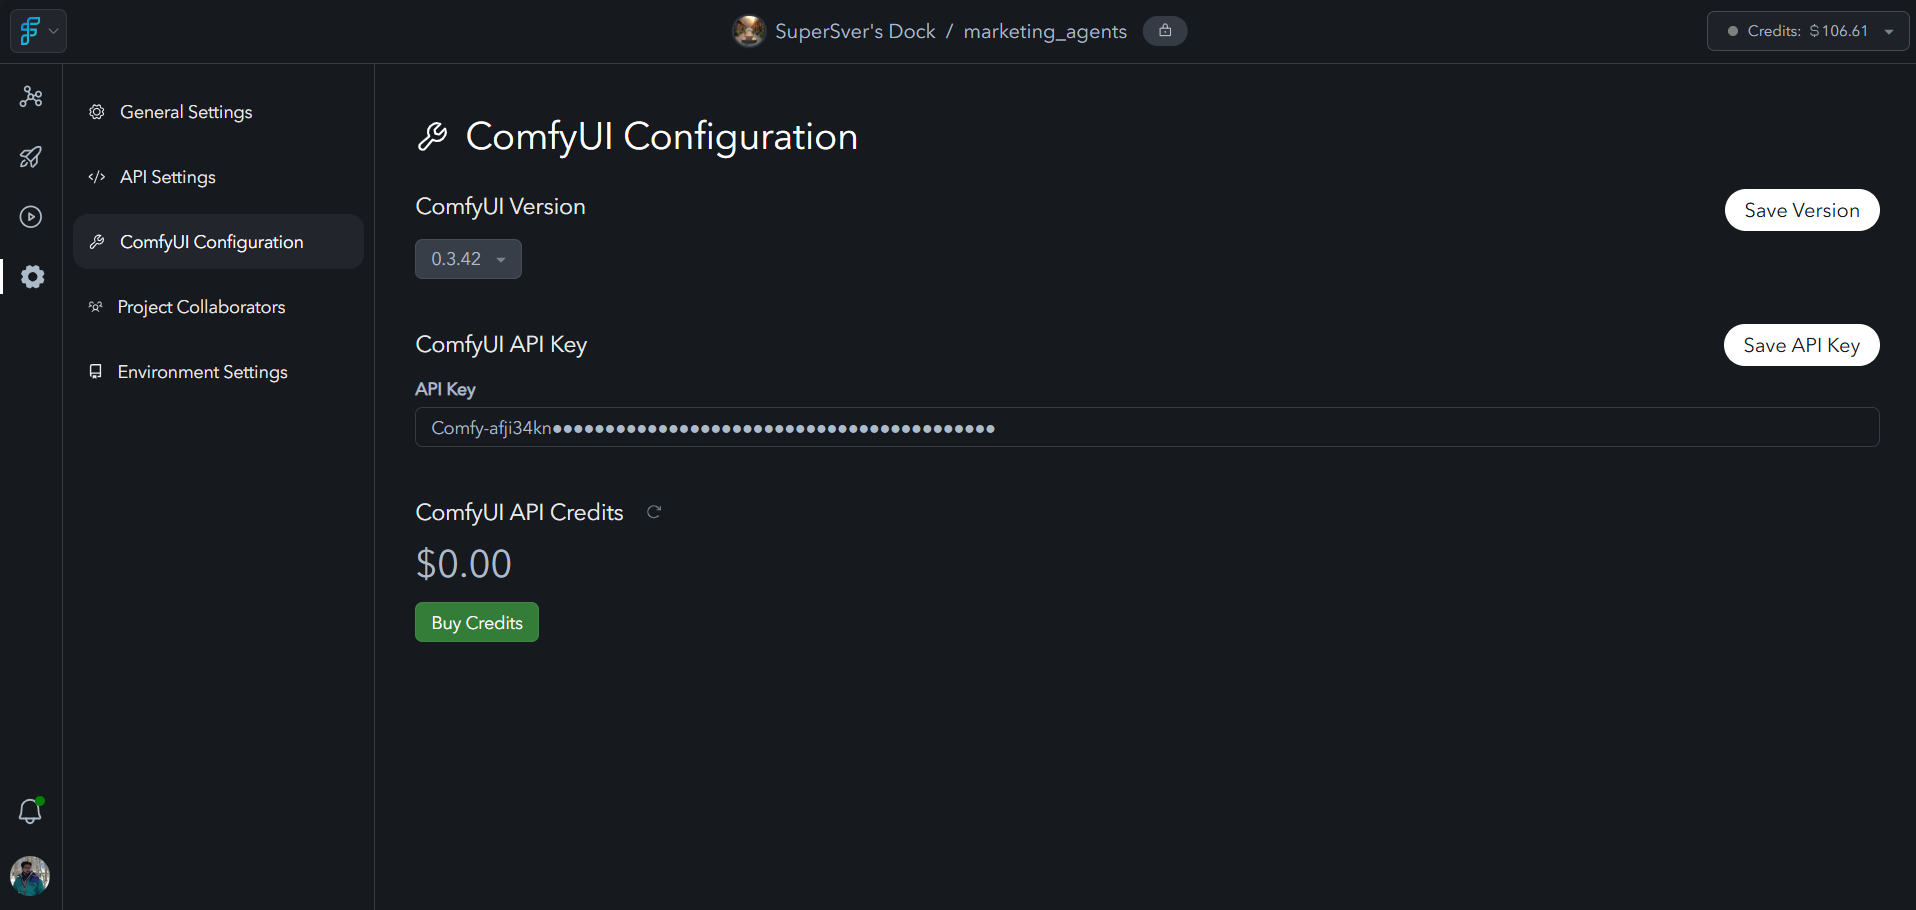 SuperSver's Dock / marketing_agents
Credits: $106.61
General Settings
API Settings
ComfyUI Configuration
Project Collaborators
Environment Settings
ComfyUI Configuration
ComfyUI Version
Save Version
0.3.42
ComfyUI API Key
Save API Key
API Key
Comfy-afji34kn••••••••••••••••••••••••••••••••••••••••••
ComfyUI API Credits
$0.00
Buy Credits